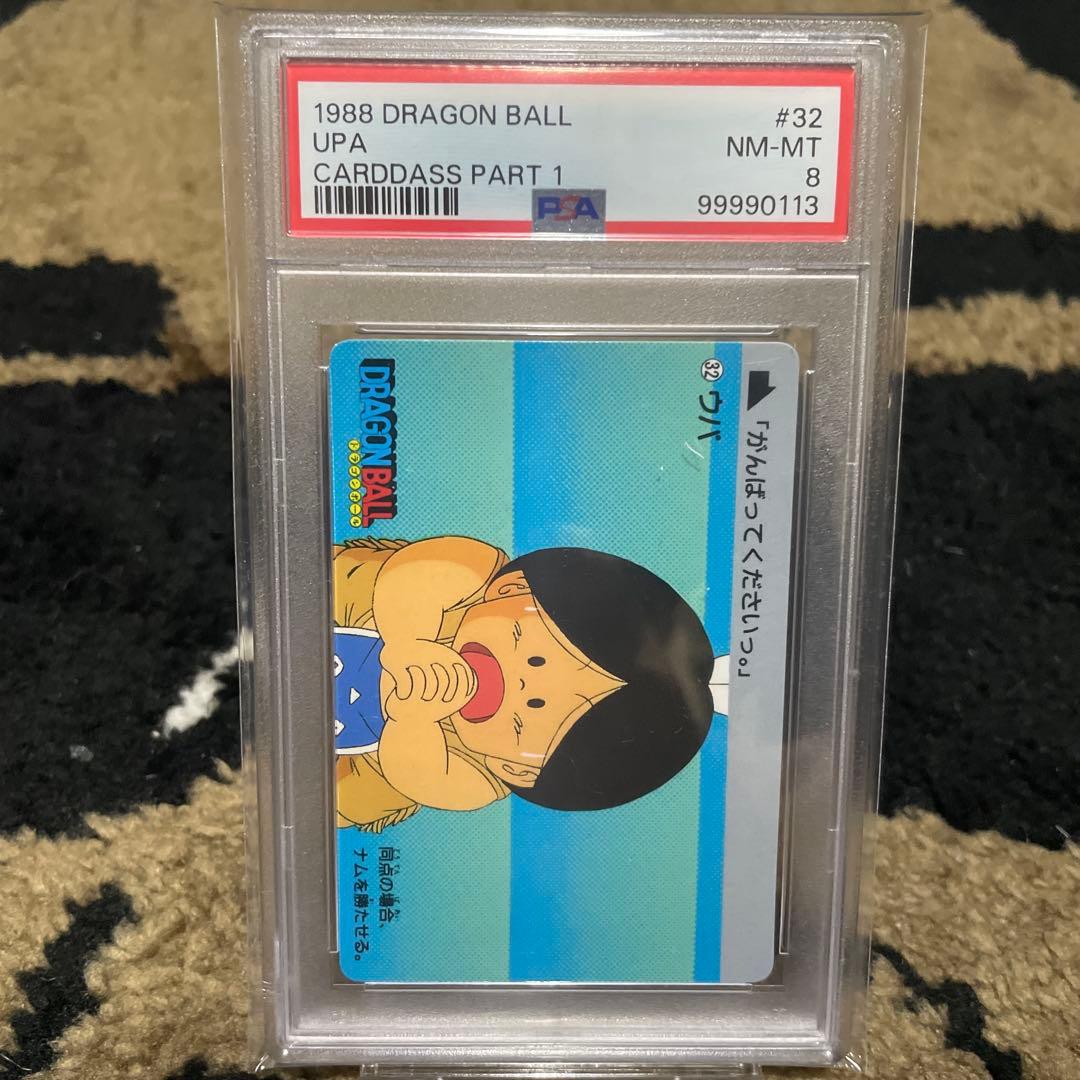 1988 DRAGON BALL #32
UPA NM-MT
CARDDASS PART 1 8
PSA 99990113
「がんばってくださいっ。」
32 ウパ
DRAGON BALL
ドラゴンボール
同点の場合、
ナムを勝たせる。